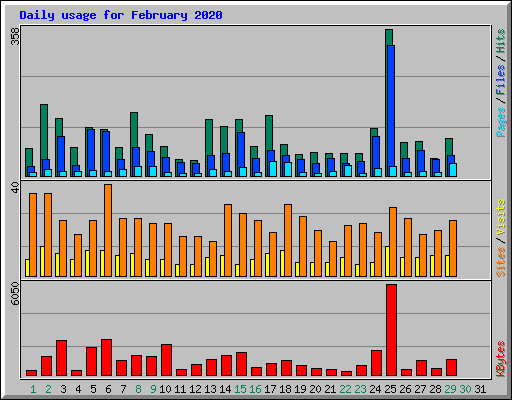 Daily usage for February 2020
358
Pages / Files / Hits
40
Sites / Visits
6050
KBytes
1 2 3 4 5 6 7 8 9 10 11 12 13 14 15 16 17 18 19 20 21 22 23 24 25 26 27 28 29 30 31